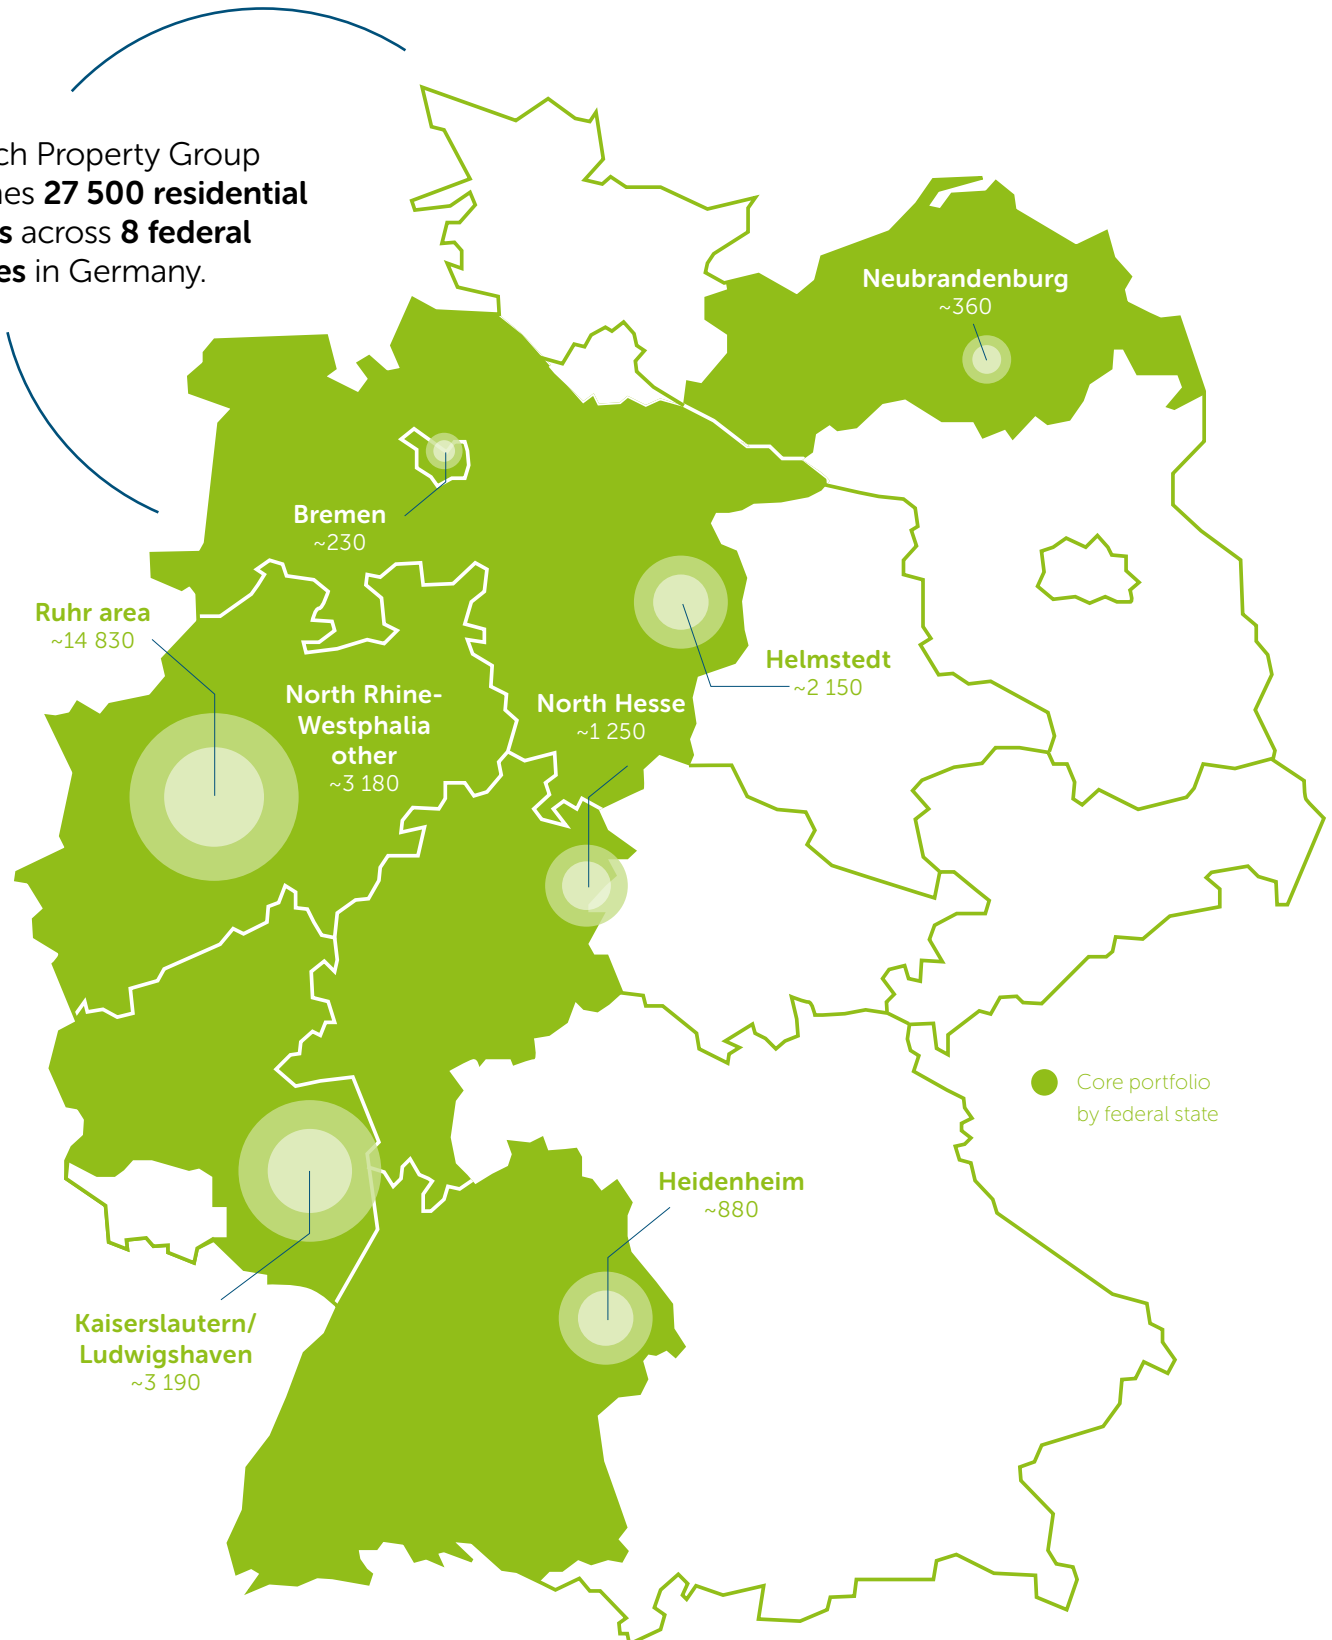 ch Property Group
27 500 residential
across 8 federal
in Germany.
Neubrandenburg
~360
Bremen
~230
Ruhr area
~14 830
Helmstedt
~2 150
North Rhine-
Westphalia
other
~3 180
North Hesse
~1 250
Core portfolio
by federal state
Heidenheim
~880
Kaiserslautern/
Ludwigshaven
~3 190